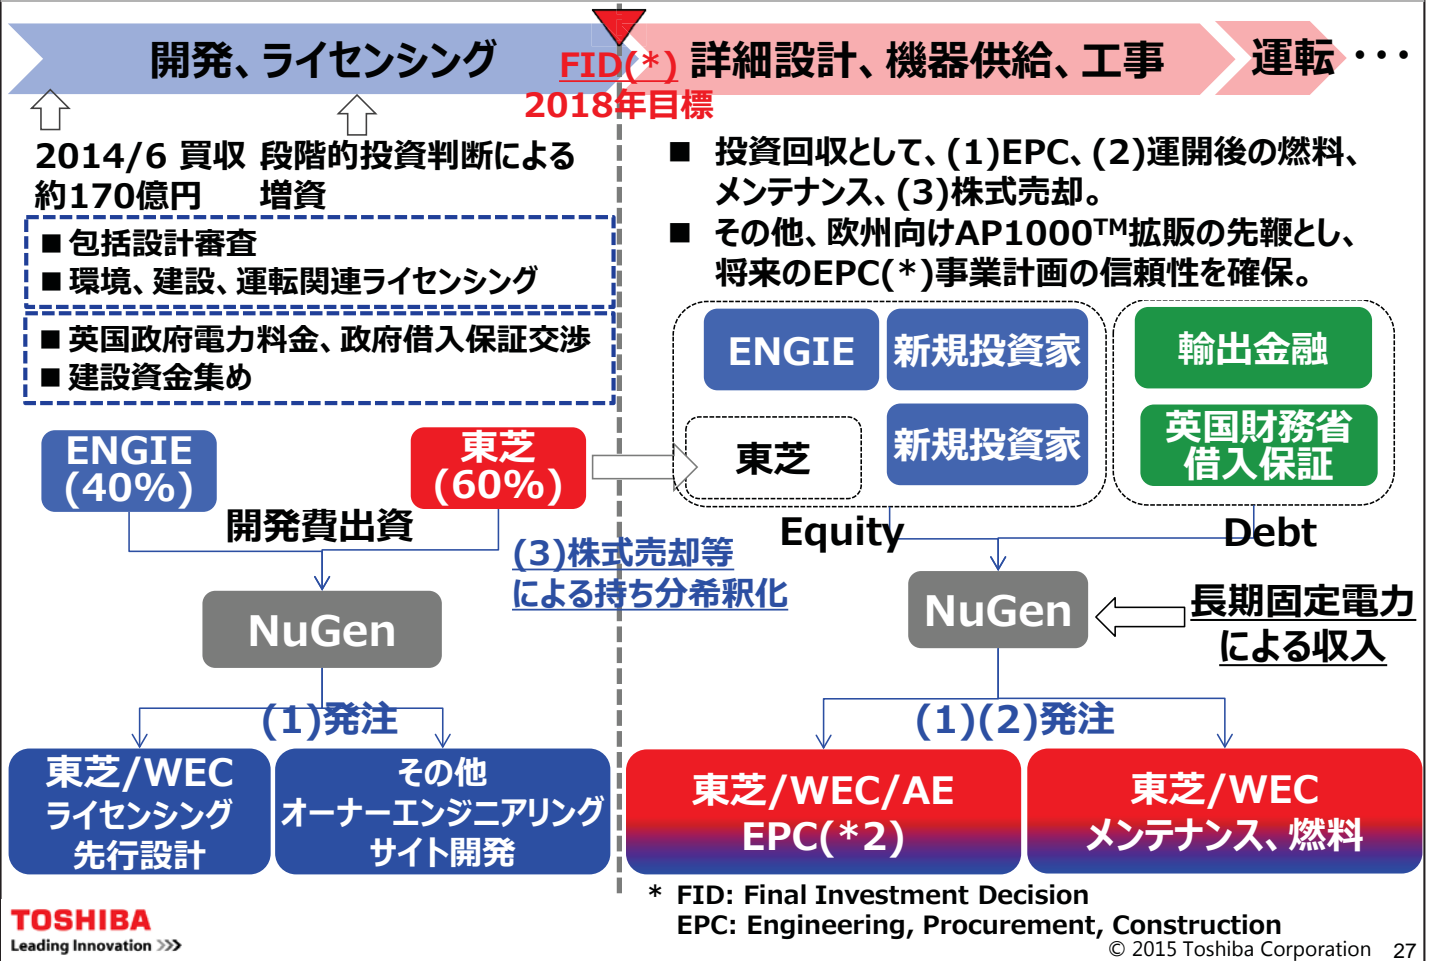 開発、ライセンシング
FID(*)
2018年目標
詳細設計、機器供給、工事
運転・・・
2014/6 買収
約170億円
段階的投資判断による
増資
■ 包括設計審査
■ 環境、建設、運転関連ライセンシング
■ 英国政府電力料金、政府借入保証交渉
■ 建設資金集め
ENGIE
(40%)
東芝
(60%)
開発費出資
NuGen
(1)発注
東芝/WEC
ライセンシング
先行設計
その他
オーナーエンジニアリング
サイト開発
(3)株式売却等
による持ち分希釈化
■ 投資回収として、(1)EPC、(2)運開後の燃料、
メンテナンス、(3)株式売却。
■ その他、欧州向けAP1000™拡販の先鞭とし、
将来のEPC(*)事業計画の信頼性を確保。
ENGIE
新規投資家
東芝
新規投資家
輸出金融
英国財務省
借入保証
Equity
Debt
NuGen
長期固定電力
による収入
(1)(2)発注
東芝/WEC/AE
EPC(*2)
東芝/WEC
メンテナンス、燃料
* FID: Final Investment Decision
EPC: Engineering, Procurement, Construction
TOSHIBA
Leading Innovation >>>
© 2015 Toshiba Corporation 27